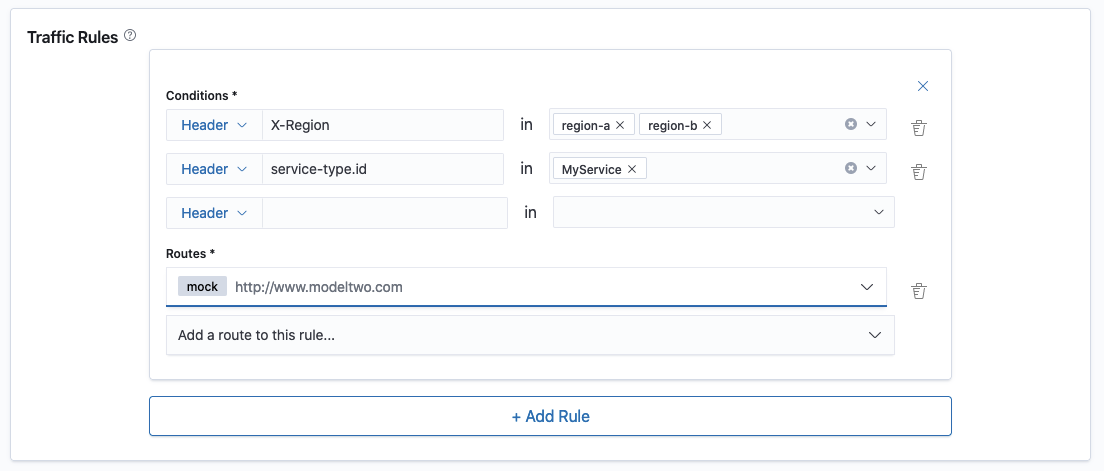 Traffic Rules ?
Conditions *
Header X-Region in region-a × region-b ×
Header service-type.id in MyService ×
Header in
Routes *
mock http://www.modeltwo.com
Add a route to this rule...
+ Add Rule